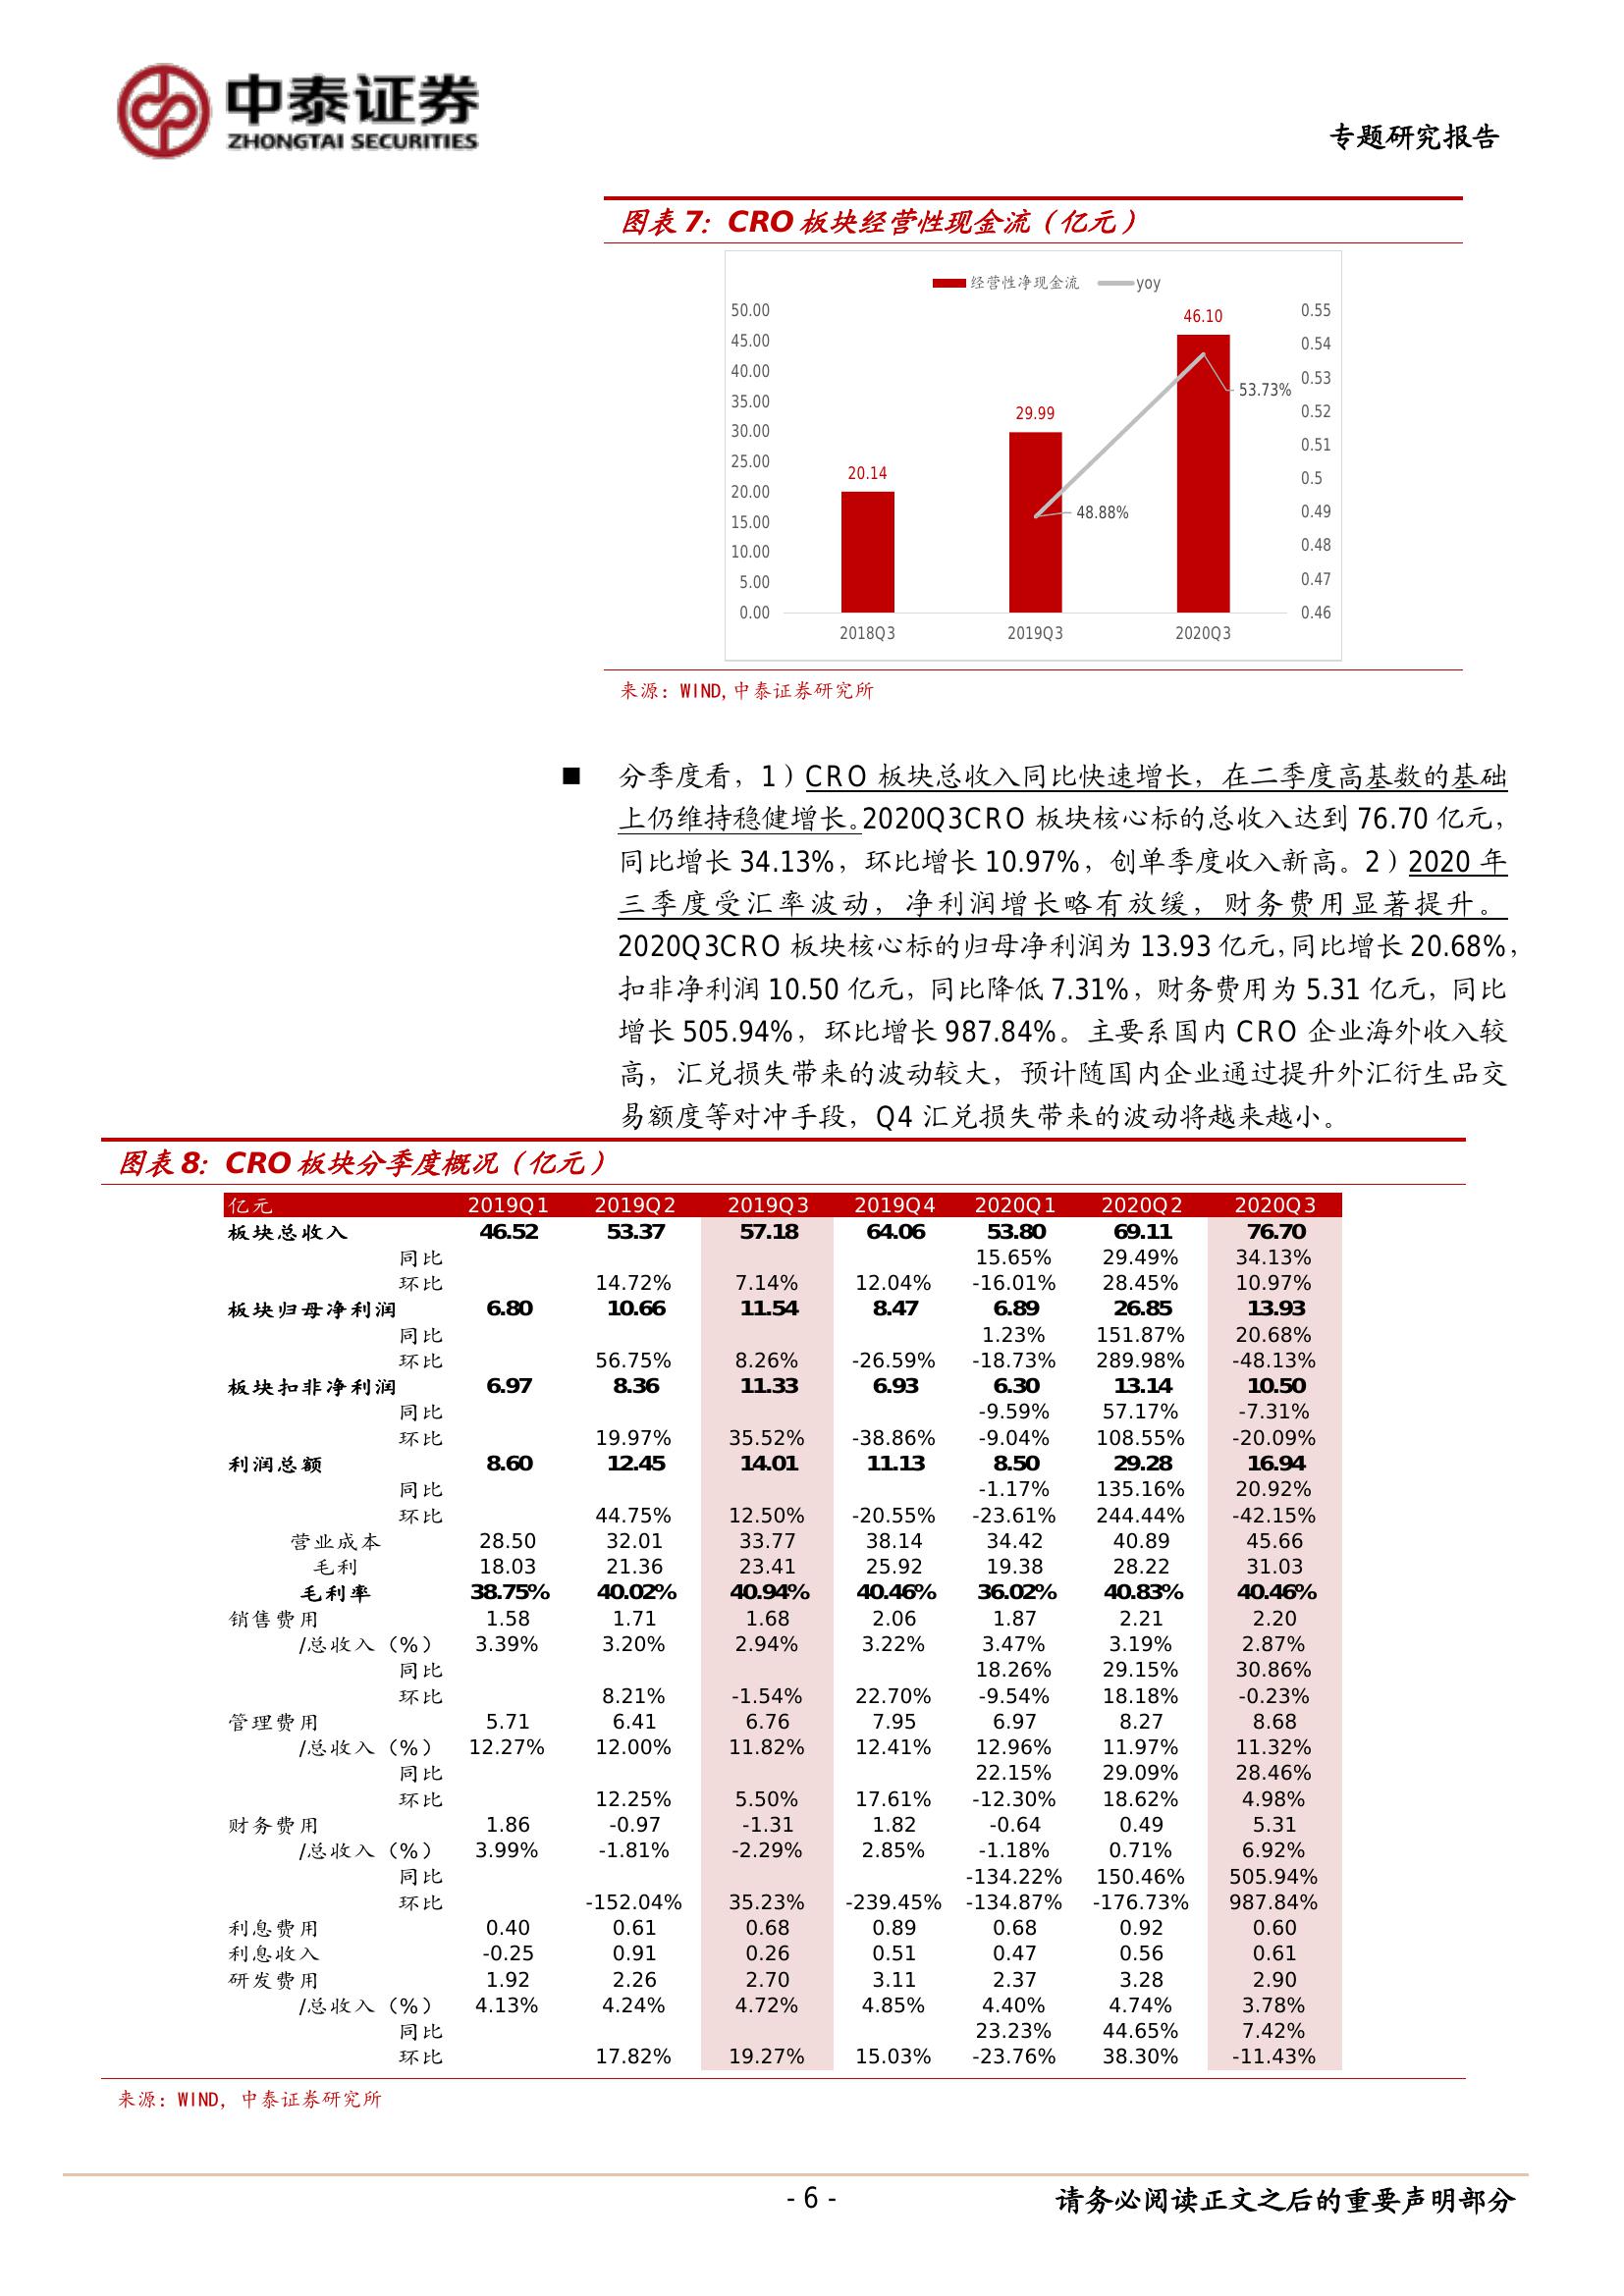 中泰证券
ZHONGTAI SECURITIES
专题研究报告
图表 7：CRO 板块经营性现金流（亿元）
经营性净现金流 yoy
50.00
45.00
40.00
35.00
30.00
25.00
20.00
15.00
10.00
5.00
0.00
20.14
29.99
46.10
48.88%
53.73%
0.55
0.54
0.53
0.52
0.51
0.5
0.49
0.48
0.47
0.46
2018Q3 2019Q3 2020Q3
来源：WIND,中泰证券研究所
■ 分季度看，1）CRO 板块总收入同比快速增长，在二季度高基数的基础
上仍维持稳健增长。2020Q3CRO 板块核心标的总收入达到 76.70 亿元，
同比增长 34.13%，环比增长 10.97%，创单季度收入新高。2）2020 年
三季度受汇率波动，净利润增长略有放缓，财务费用显著提升。
2020Q3CRO 板块核心标的归母净利润为 13.93 亿元,同比增长 20.68%，
扣非净利润 10.50 亿元，同比降低 7.31%，财务费用为 5.31 亿元，同比
增长 505.94%，环比增长 987.84%。主要系国内 CRO 企业海外收入较
高，汇兑损失带来的波动较大，预计随国内企业通过提升外汇衍生品交
易额度等对冲手段，Q4 汇兑损失带来的波动将越来越小。
图表 8：CRO 板块分季度概况（亿元）
亿元 2019Q1 2019Q2 2019Q3 2019Q4 2020Q1 2020Q2 2020Q3
板块总收入 46.52 53.37 57.18 64.06 53.80 69.11 76.70
同比 15.65% 29.49% 34.13%
环比 14.72% 7.14% 12.04% -16.01% 28.45% 10.97%
板块归母净利润 6.80 10.66 11.54 8.47 6.89 26.85 13.93
同比 1.23% 151.87% 20.68%
环比 56.75% 8.26% -26.59% -18.73% 289.98% -48.13%
板块扣非净利润 6.97 8.36 11.33 6.93 6.30 13.14 10.50
同比 -9.59% 57.17% -7.31%
环比 19.97% 35.52% -38.86% -9.04% 108.55% -20.09%
利润总额 8.60 12.45 14.01 11.13 8.50 29.28 16.94
同比 -1.17% 135.16% 20.92%
环比 44.75% 12.50% -20.55% -23.61% 244.44% -42.15%
营业成本 28.50 32.01 33.77 38.14 34.42 40.89 45.66
毛利 18.03 21.36 23.41 25.92 19.38 28.22 31.03
毛利率 38.75% 40.02% 40.94% 40.46% 36.02% 40.83% 40.46%
销售费用 1.58 1.71 1.68 2.06 1.87 2.21 2.20
/总收入（%） 3.39% 3.20% 2.94% 3.22% 3.47% 3.19% 2.87%
同比 18.26% 29.15% 30.86%
环比 8.21% -1.54% 22.70% -9.54% 18.18% -0.23%
管理费用 5.71 6.41 6.76 7.95 6.97 8.27 8.68
/总收入（%） 12.27% 12.00% 11.82% 12.41% 12.96% 11.97% 11.32%
同比 22.15% 29.09% 28.46%
环比 12.25% 5.50% 17.61% -12.30% 18.62% 4.98%
财务费用 1.86 -0.97 -1.31 1.82 -0.64 0.49 5.31
/总收入（%） 3.99% -1.81% -2.29% 2.85% -1.18% 0.71% 6.92%
同比 -134.22% 150.46% 505.94%
环比 -152.04% 35.23% -239.45% -134.87% -176.73% 987.84%
利息费用 0.40 0.61 0.68 0.89 0.68 0.92 0.60
利息收入 -0.25 0.91 0.26 0.51 0.47 0.56 0.61
研发费用 1.92 2.26 2.70 3.11 2.37 3.28 2.90
/总收入（%） 4.13% 4.24% 4.72% 4.85% 4.40% 4.74% 3.78%
同比 23.23% 44.65% 7.42%
环比 17.82% 19.27% 15.03% -23.76% 38.30% -11.43%
来源：WIND，中泰证券研究所
- 6 -
请务必阅读正文之后的重要声明部分